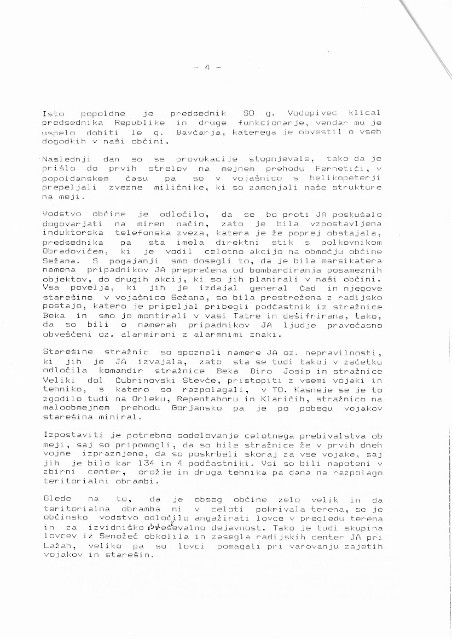 - 4 -
Isto popoldne je predsednik SO g. Vodopivec klical
predsednika Republike in druge funkcionarje, vendar mu je
uspelo dobiti le g. Bavčarja, katerega je obvestil o vseh
dogodkih v naši občini.
Naslednji dan so se provokacije stopnjevale, tako da je
prišlo do prvih strelov na mejnem prehodu Fernetiči, v
popoldanskem času pa so v vojašnico s helikopterji
prepeljali zvezne miličnike, ki so zamenjali naše strukture
na meji.
Vodstvo občine je odločilo, da se bo proti JA poskušalo
dogovarjati na miren način, zato je bila vzpostavljena
induktorska telefonska zveza, katera je že poprej obstajala,
predsednika pa sta imela direktni stik s polkovnikom
Obradovićem, ki je vodil celotno akcijo na območju občine
Sežana. S pogajanji smo dosegli to, da je bila marsikatera
namera pripadnikov JA preprečena od bombardiranja posameznih
objektov, do drugih akcij, ki so jih planirali v naši občini.
Vsa povelja, ki jih je izdajal general Čad in njegove
starešine v vojašnici Sežana, so bila prestrežena z radijsko
postajo, katero je pripeljal pribegli podčastnik iz stražnice
Beka in smo jo montirali v vasi Tatre in dešifrirana, tako,
da so bili o namerah pripadnikov JA ljudje pravočasno
obveščeni oz. alarmirani z alarmnimi znaki.
Starešine stražnic so spoznali namere JA oz. nepravilnosti,
ki jih je JA izvajala, zato sta se tudi takoj v začetku
odločila komandir stražnice Beka Biro Josip in stražnice
Veliki dol Čubrinovski Stevče, pristopiti z vsemi vojaki in
tehniko, s katero so razpolagali, v TO. Kasneje se je to
zgodilo tudi na Orleku, Repentaboru in Klaričih, stražnico na
maloobmejnem prehodu Gorjansko pa je po pobegu vojakov
starešina miniral.
Izpostaviti je potrebno sodelovanje celotnega prebivalstva ob
meji, saj so pripomogli, da so bile stražnice že v prvih dneh
vojne izpraznjene, da so poskrbeli skoraj za vse vojake, saj
jih je bilo kar 134 in 4 podčastniki. Vsi so bili napoteni v
zbirni center, orožje in druga tehnika pa dana na razpolago
teritorialni obrambi.
Glede na to, da je obseg občine zelo velik in da
teritorialna obramba ni v celoti pokrivala terena, se je
občinsko vodstvo odločilo angažirati lovce v pregledu terena
in za izvidniško obveščevalno dejavnost. Tako je tudi skupina
lovcev iz Senožeč obkolila in zasegla radijskih center JA pri
Ležan, veliko pa so lovci pomagali pri varovanju zajetih
vojakov in starešin.